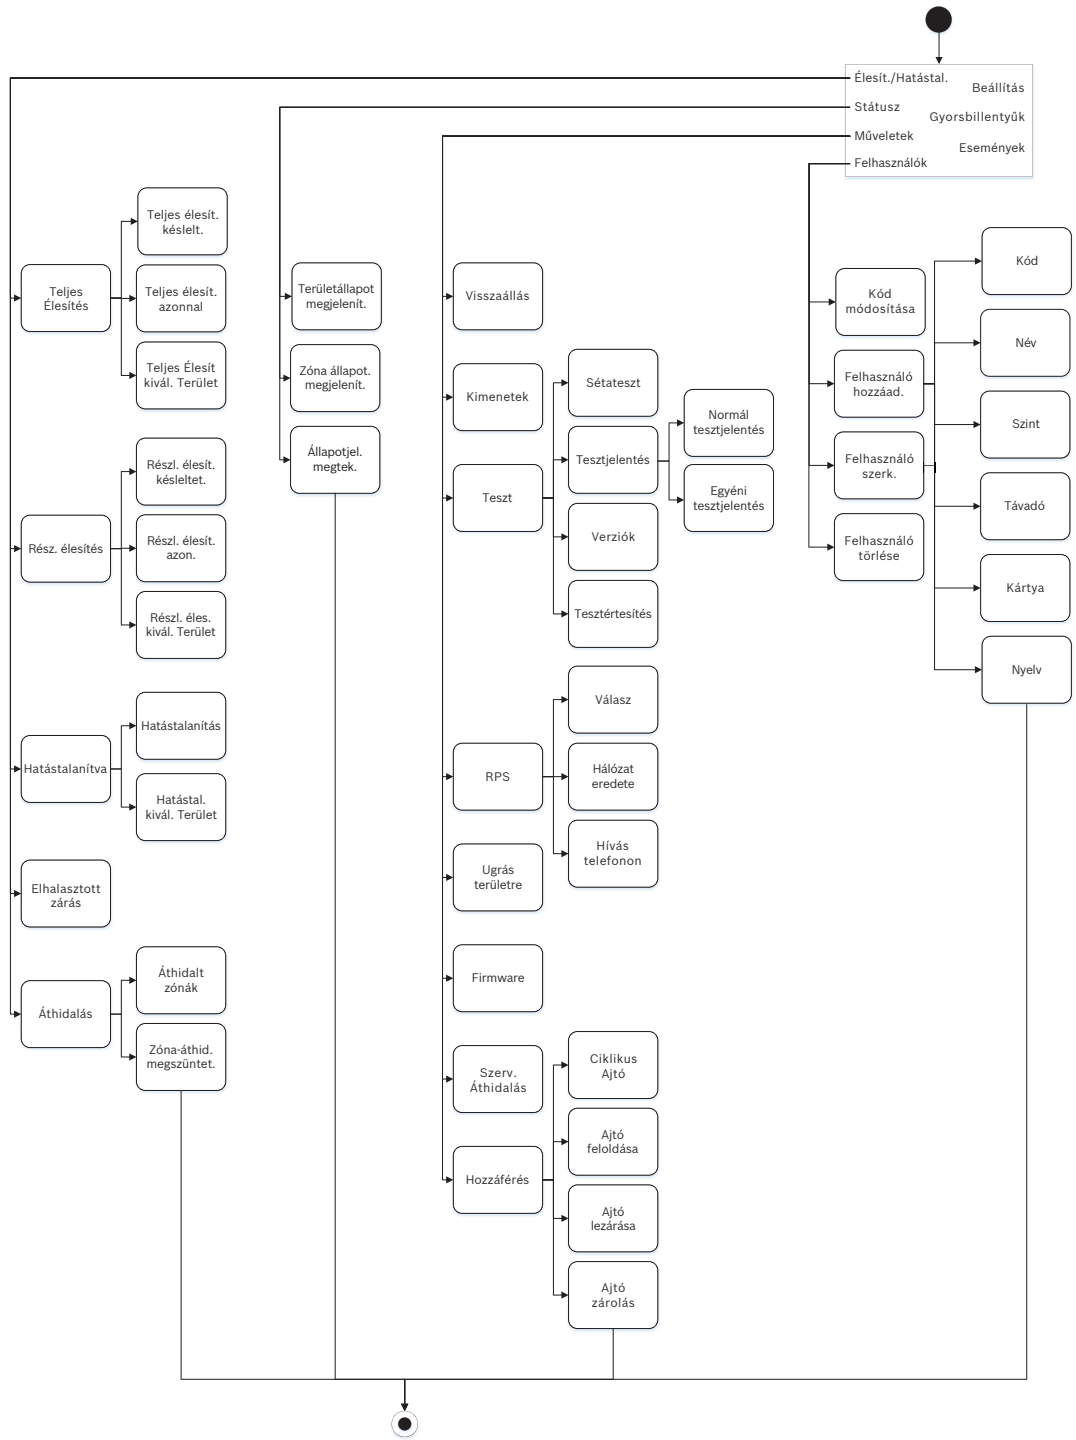 Élesít./Hatástal.
Státusz
Műveletek
Felhasználók
Beállítás
Gyorsbillentyűk
Események
Teljes
Élesítés
Teljes élesít.
késlelt.
Teljes élesít.
azonnal
Teljes Élesít
kivál. Terület
Rész. élesítés
Részl. élesít.
késleltet.
Részl. élesít.
azon.
Részl. éles.
kivál. Terület
Hatástalanítva
Hatástalanítás
Hatástal.
kivál. Terület
Elhalasztott
zárás
Áthidalás
Áthidalt
zónák
Zóna-áthid.
megszüntet.
Területállapot
megjelenít.
Zóna állapot.
megjelenít.
Állapotjel.
megtek.
Visszaállás
Kimenetek
Teszt
Sétateszt
Tesztjelentés
Normál
tesztjelentés
Egyéni
tesztjelentés
Verziók
Tesztértesítés
RPS
Válasz
Hálózat
eredete
Hívás
telefonon
Ugrás
területre
Firmware
Szerv.
Áthidalás
Hozzáférés
Ciklikus
Ajtó
Ajtó
feloldása
Ajtó
lezárása
Ajtó
zárolás
Kód
módosítása
Felhasználó
hozzáad.
Felhasználó
szerk.
Felhasználó
törlése
Kód
Név
Szint
Távadó
Kártya
Nyelv